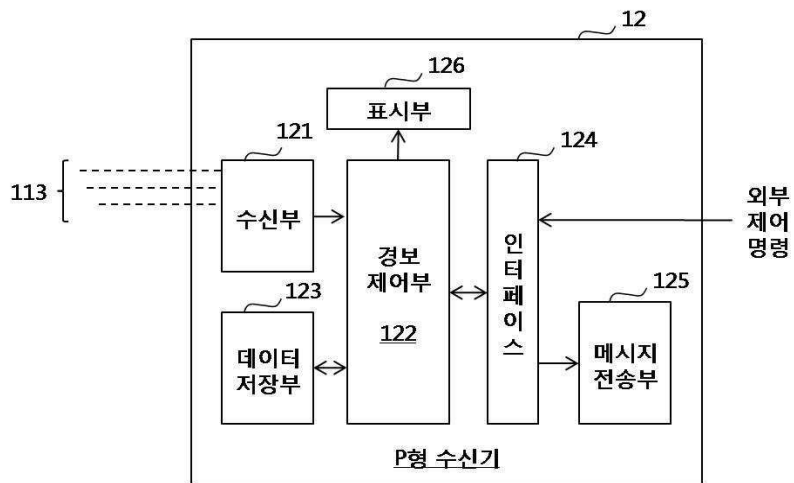 12
126
표시부
121
124
113
수신부
외부
제어
명령
인
터
페
이
스
경보
제어부
122
123
125
데이터
저장부
메시지
전송부
P형 수신기